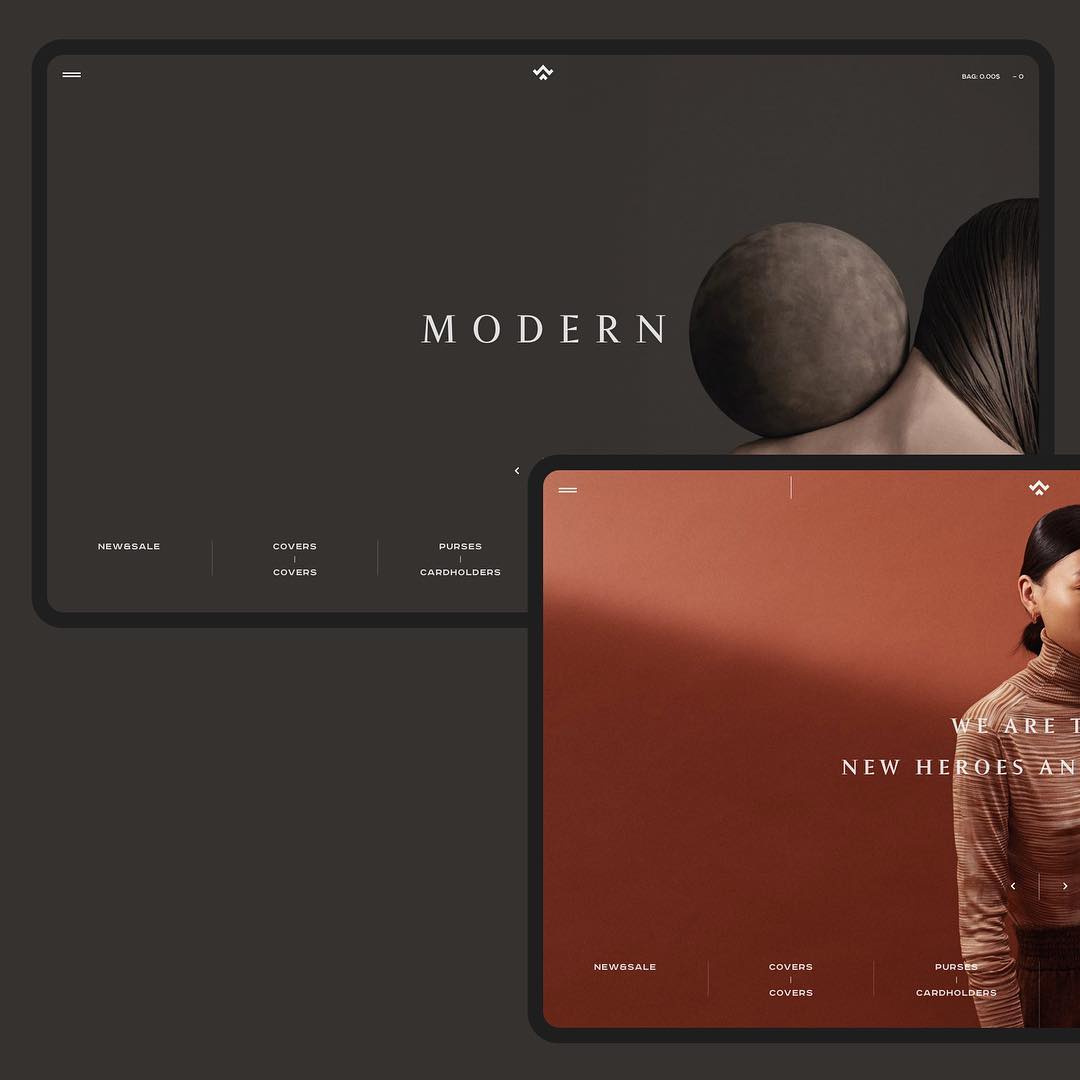 BAG: 0.00$ – 0
MODERN
NEW&SALE
COVERS
COVERS
PURSES
CARDHOLDERS
WE ARE T
NEW HEROES AN
NEW&SALE
COVERS
COVERS
PURSES
CARDHOLDERS